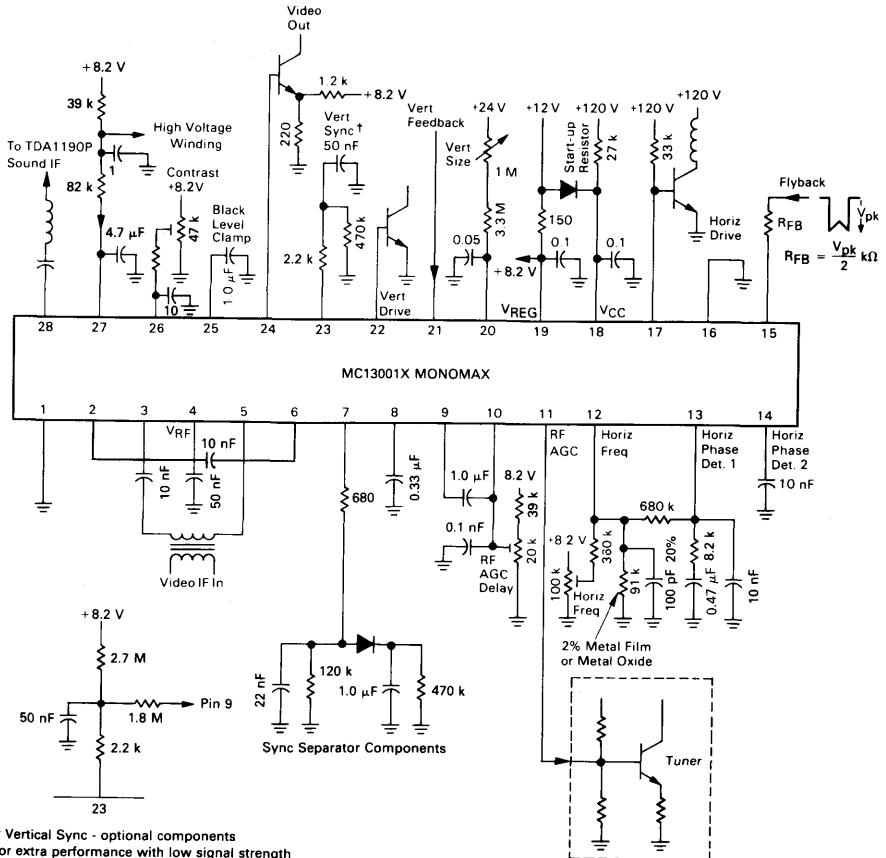 Video
Out
+8.2 V
39 k
High Voltage
Winding
To TDA1190P
Sound IF
1
82 k
4.7 μF
Contrast
+8.2V
47 k
10
Black
Level
Clamp
1.0 μF
1.2 k
+8.2 V
220
Vert
Sync †
50 nF
470 k
2.2 k
Vert
Drive
Vert
Feedback
+24 V
Vert
Size
1 M
3.3 M
0.05
+12 V
+120 V
Start-up
Resistor
27 k
150
+8.2 V
0.1
0.1
+120 V
33 k
+120 V
Horiz
Drive
Flyback
Vpk
RFB
RFB = Vpk/2 kΩ
VREG
VCC
28 27 26 25 24 23 22 21 20 19 18 17 16 15
MC13001X MONOMAX
1 2 3 4 5 6 7 8 9 10 11 12 13 14
VRF
10 nF
10 nF
50 nF
Video IF In
680
0.33 μF
1.0 μF
0.1 nF
8.2 V
39 k
20 k
RF
AGC
Delay
RF
AGC
Horiz
Freq
Horiz
Phase
Det. 1
Horiz
Phase
Det. 2
10 nF
+8.2 V
100 k
360 k
Horiz
Freq
680 k
91 k
100 pF 20%
8.2 k
0.47 μF
10 nF
2% Metal Film
or Metal Oxide
Tuner
22 nF
120 k
1.0 μF
470 k
Sync Separator Components
+8.2 V
2.7 M
50 nF
1.8 M
Pin 9
2.2 k
23
Vertical Sync - optional components
or extra performance with low signal strength